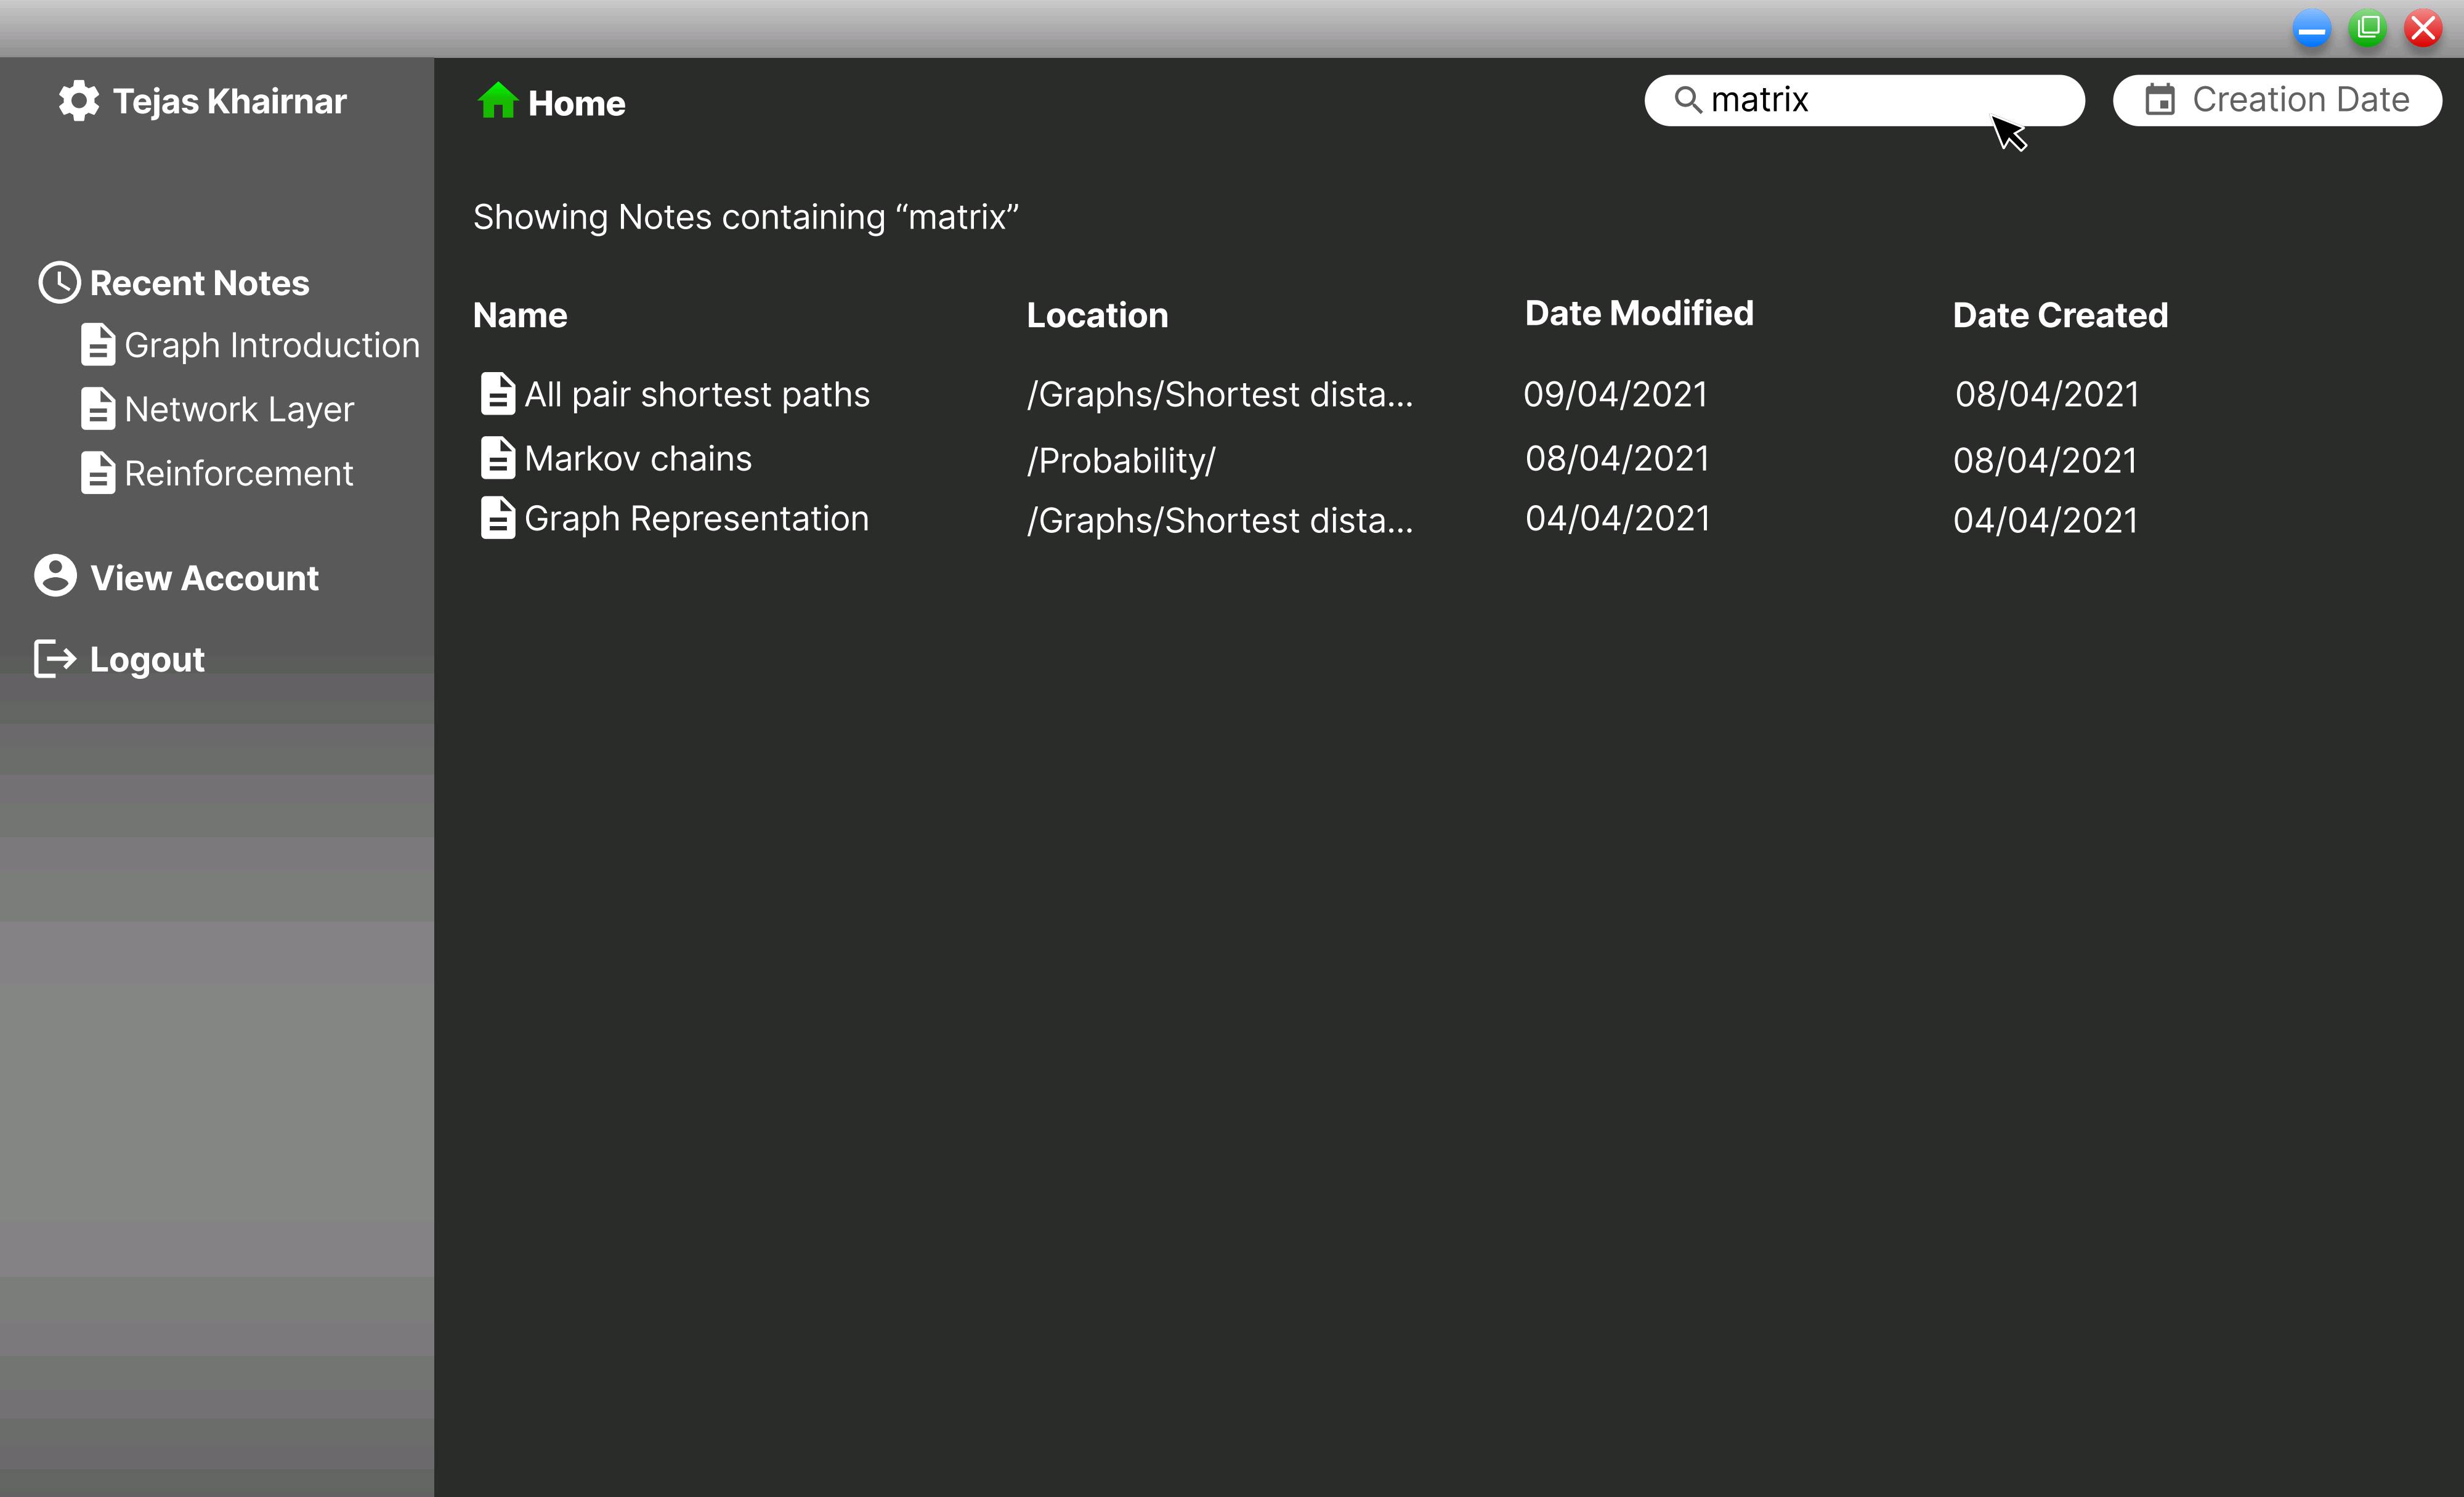 Tejas Khairnar
Home
matrix
Creation Date
Showing Notes containing “matrix”
Recent Notes
Graph Introduction
Network Layer
Reinforcement
View Account
Logout
Name Location Date Modified Date Created
All pair shortest paths /Graphs/Shortest dista... 09/04/2021 08/04/2021
Markov chains /Probability/ 08/04/2021 08/04/2021
Graph Representation /Graphs/Shortest dista... 04/04/2021 04/04/2021